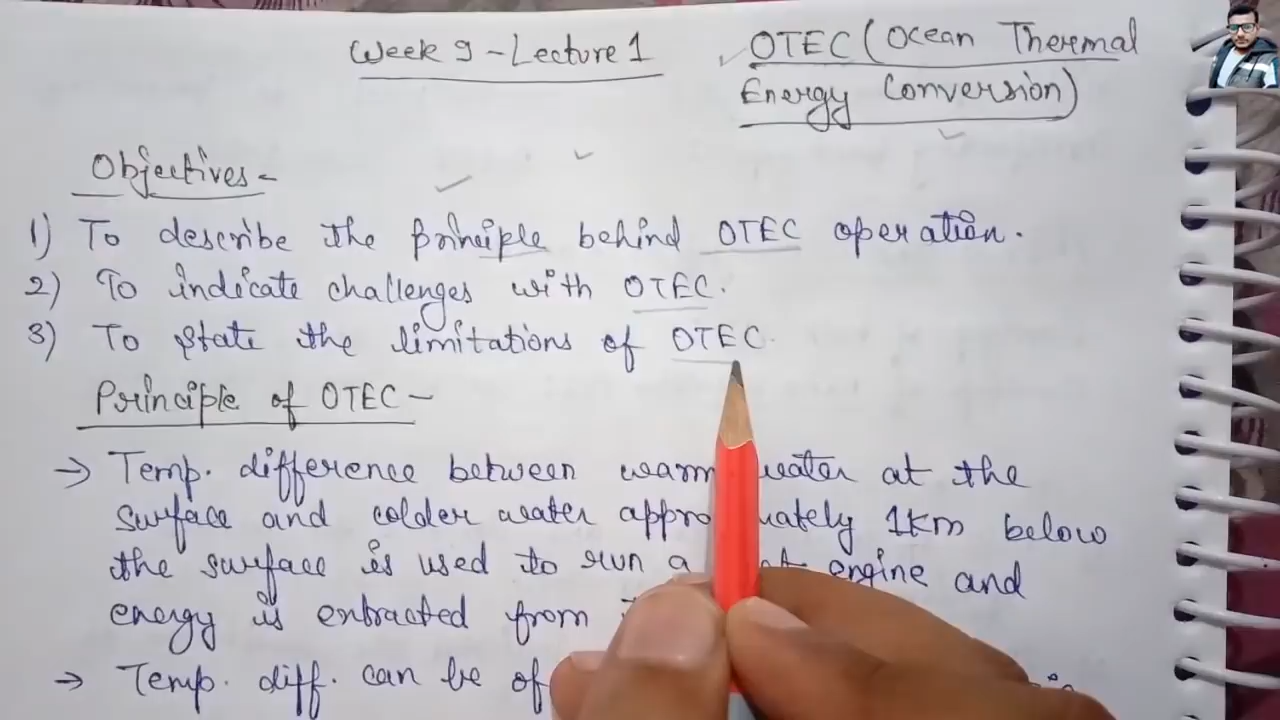 Week 9 - Lecture 1
OTEC (Ocean Thermal
Energy Conversion)
Objectives -
1) To describe the principle behind OTEC operation.
2) To indicate challenges with OTEC.
3) To state the limitations of OTEC.
Principle of OTEC -
→ Temp. difference between warm water at the
surface and colder water 1km below
the surface is used to run a engine and
energy is extracted from
→ Temp. diff. can be of